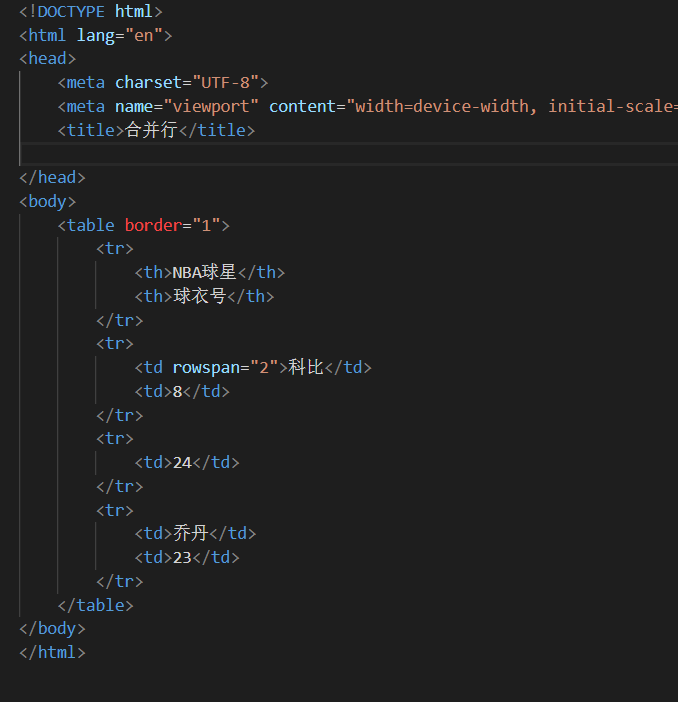 <!DOCTYPE html>
<html lang="en">
<head>
    <meta charset="UTF-8">
    <meta name="viewport" content="width=device-width, initial-scale=
    <title>合并行</title>

</head>
<body>
    <table border="1">
        <tr>
            <th>NBA球星</th>
            <th>球衣号</th>
        </tr>
        <tr>
            <td rowspan="2">科比</td>
            <td>8</td>
        </tr>
        <tr>
            <td>24</td>
        </tr>
        <tr>
            <td>乔丹</td>
            <td>23</td>
        </tr>
    </table>
</body>
</html>